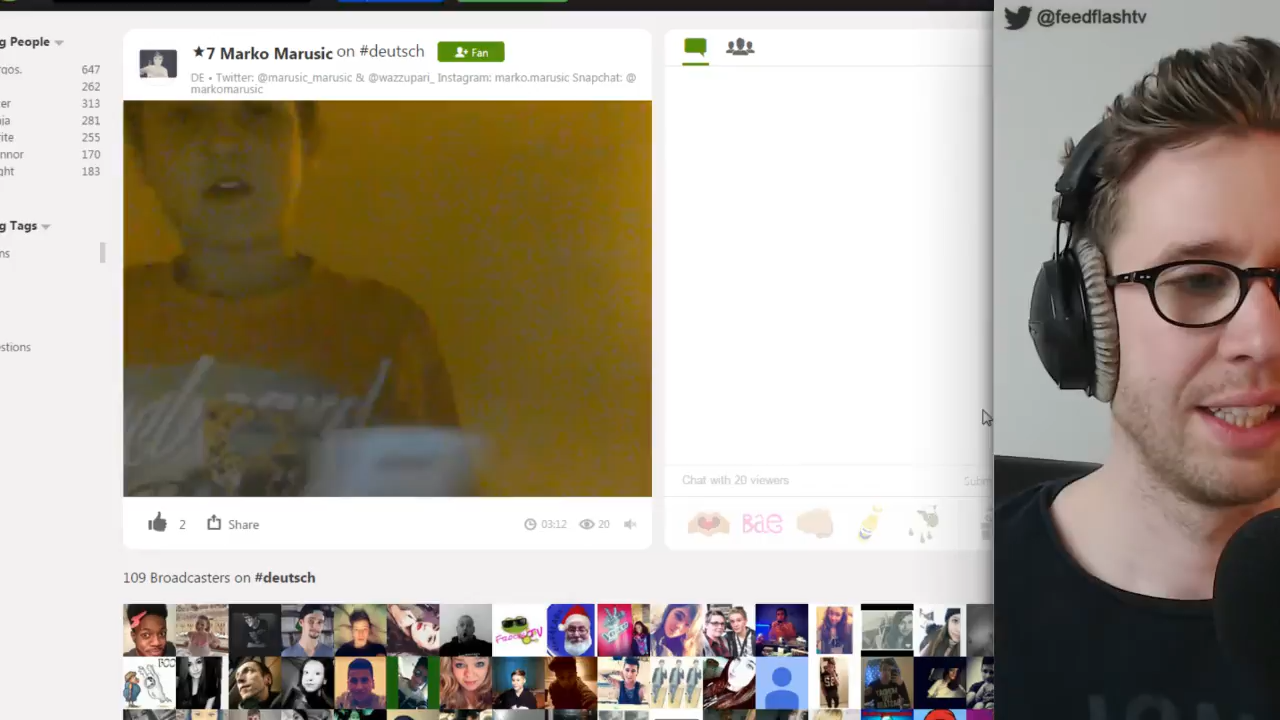 @feedflashtv
g People
647
262
313
281
255
170
183
g Tags
★7 Marko Marusic on #deutsch
Fan
DE • Twitter: @marusic_marusic & @wazzupari_ Instagram: marko.marusic Snapchat: @
markomarusic
Chat with 20 viewers
2
Share
03:12
20
BAE
109 Broadcasters on #deutsch